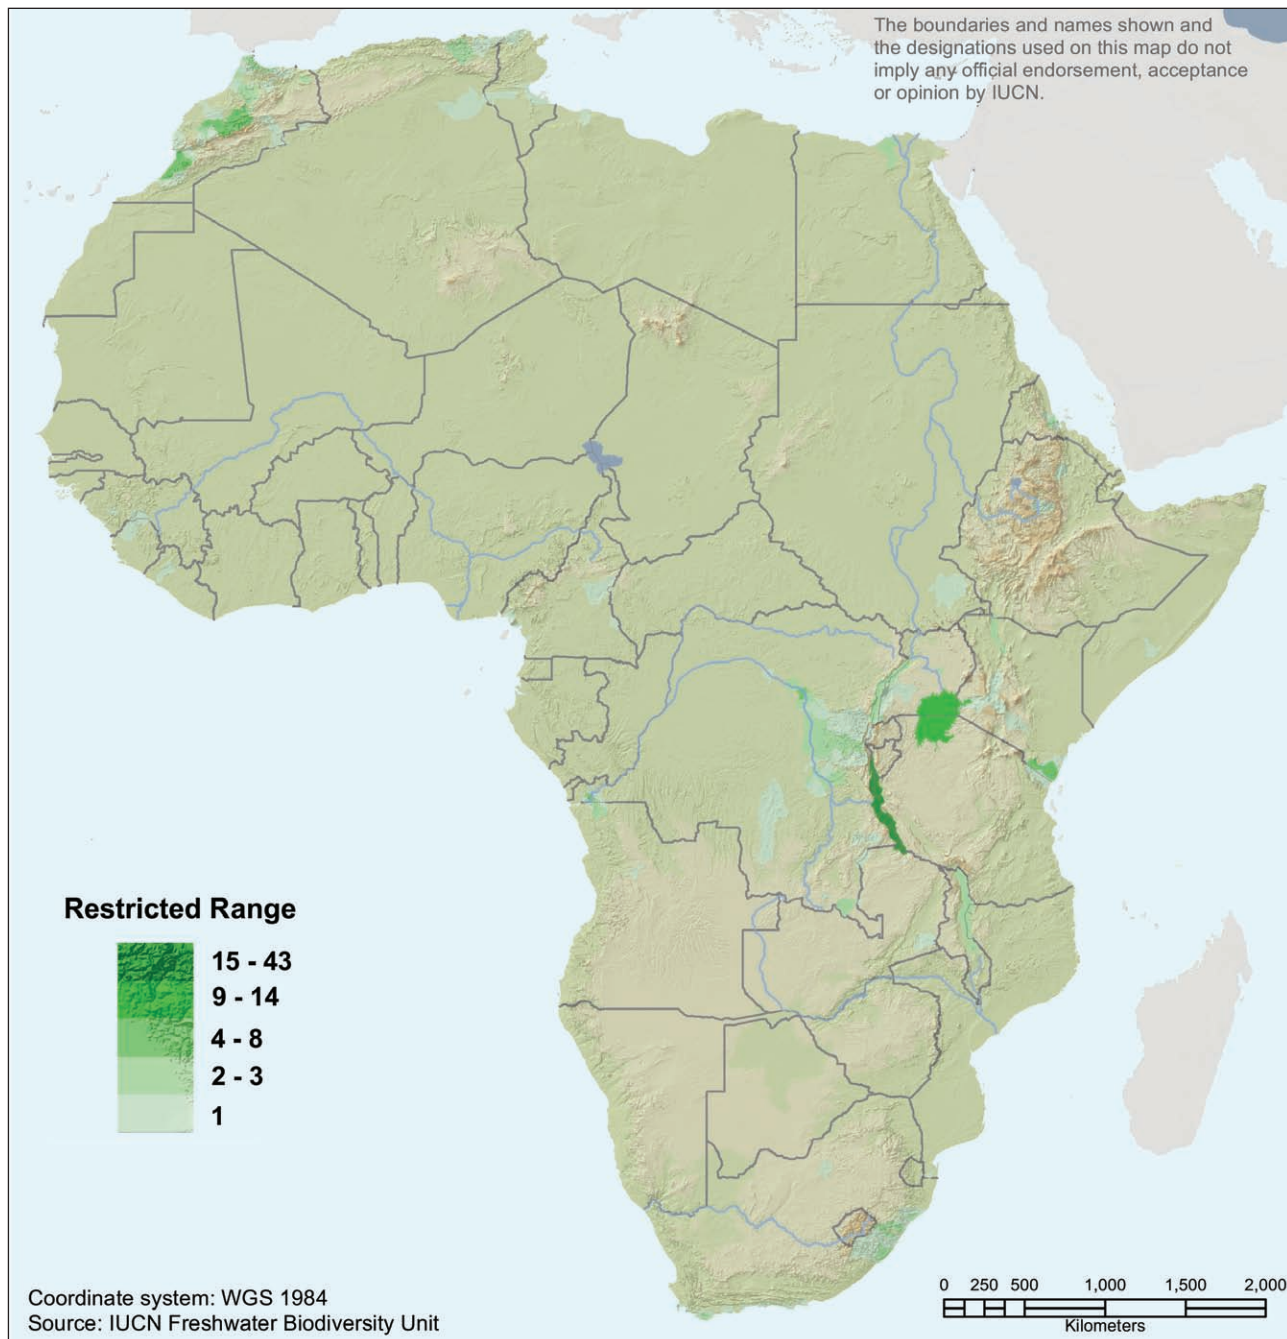 The boundaries and names shown and
the designations used on this map do not
imply any official endorsement, acceptance
or opinion by IUCN.
Restricted Range
15 - 43
9 - 14
4 - 8
2 - 3
1
Coordinate system: WGS 1984
Source: IUCN Freshwater Biodiversity Unit
0 250 500 1,000 1,500 2,000
Kilometers